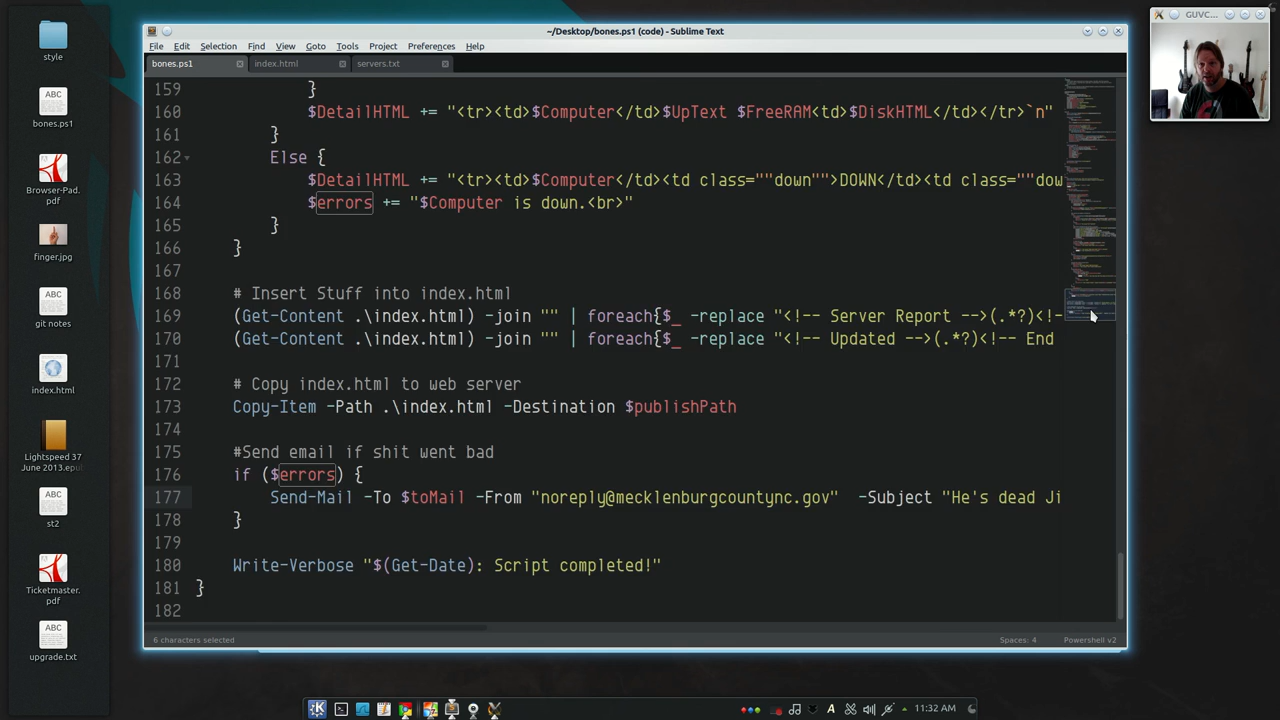 style
bones.ps1
Browser-Pad.
pdf
finger.jpg
git notes
index.html
Lightspeed 37
June 2013.epu
st2
Ticketmaster.
pdf
upgrade.txt
~/Desktop/bones.ps1 (code) - Sublime Text
File Edit Selection Find View Goto Tools Project Preferences Help
bones.ps1 index.html servers.txt
159 }
160 $DetailHTML += "<tr><td>$Computer</td>$UpText $FreeRAM<td>$DiskHTML</td></tr>`n"
161 }
162 Else {
163 $DetailHTML += "<tr><td>$Computer</td><td class=""down"">DOWN</td><td class=""dow
164 $errors += "$Computer is down.<br>"
165 }
166 }
167
168 # Insert Stuff into index.html
169 (Get-Content .\index.html) -join "" | foreach{$_ -replace "<!-- Server Report -->(.*?)<!-
170 (Get-Content .\index.html) -join "" | foreach{$_ -replace "<!-- Updated -->(.*?)<!-- End
171
172 # Copy index.html to web server
173 Copy-Item -Path .\index.html -Destination $publishPath
174
175 #Send email if shit went bad
176 if ($errors) {
177 Send-Mail -To $toMail -From "noreply@mecklenburgcountync.gov"  -Subject "He's dead Ji
178 }
179
180 Write-Verbose "$(Get-Date): Script completed!"
181 }
182
6 characters selected Spaces: 4 Powershell v2
GUVC...
11:32 AM